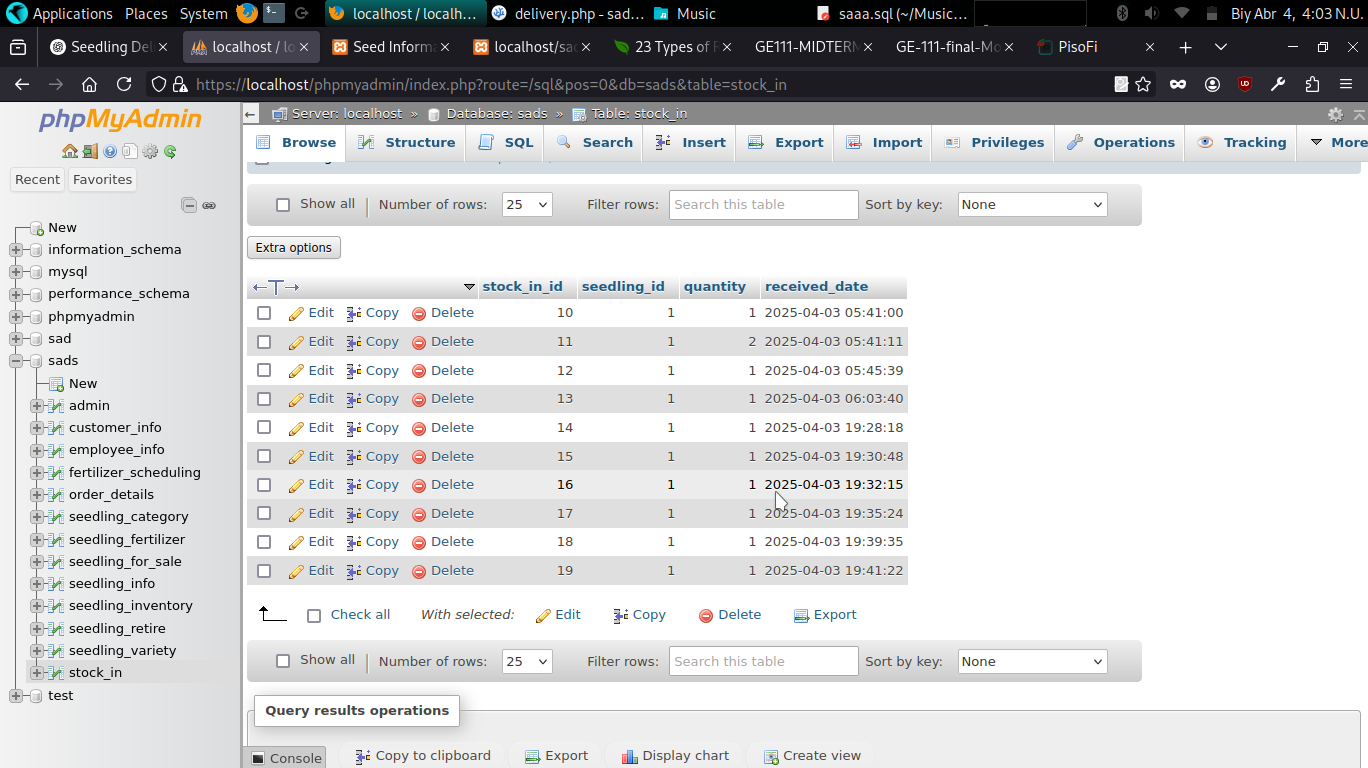 Applications Places System localhost / localh... delivery.php - sad... Music saaa.sql (~/Music... Biy Abr 4, 4:03 N.U.
Seedling Del localhost / lo Seed Inform localhost/sad 23 Types of GE111-MIDTERM GE-111-final-Mo PisoFi
https://localhost/phpmyadmin/index.php?route=/sql&pos=0&db=sads&table=stock_in
phpMyAdmin
Recent Favorites
New
information_schema
mysql
performance_schema
phpmyadmin
sad
sads
New
admin
customer_info
employee_info
fertilizer_scheduling
order_details
seedling_category
seedling_fertilizer
seedling_for_sale
seedling_info
seedling_inventory
seedling_retire
seedling_variety
stock_in
test
Server: localhost » Database: sads » Table: stock_in
Browse Structure SQL Search Insert Export Import Privileges Operations Tracking More
Show all Number of rows: 25 Filter rows: Search this table Sort by key: None
Extra options
stock_in_id seedling_id quantity received_date
Edit Copy Delete 10 1 1 2025-04-03 05:41:00
Edit Copy Delete 11 1 2 2025-04-03 05:41:11
Edit Copy Delete 12 1 1 2025-04-03 05:45:39
Edit Copy Delete 13 1 1 2025-04-03 06:03:40
Edit Copy Delete 14 1 1 2025-04-03 19:28:18
Edit Copy Delete 15 1 1 2025-04-03 19:30:48
Edit Copy Delete 16 1 1 2025-04-03 19:32:15
Edit Copy Delete 17 1 1 2025-04-03 19:35:24
Edit Copy Delete 18 1 1 2025-04-03 19:39:35
Edit Copy Delete 19 1 1 2025-04-03 19:41:22
Check all With selected: Edit Copy Delete Export
Show all Number of rows: 25 Filter rows: Search this table Sort by key: None
Query results operations
Console Copy to clipboard Export Display chart Create view